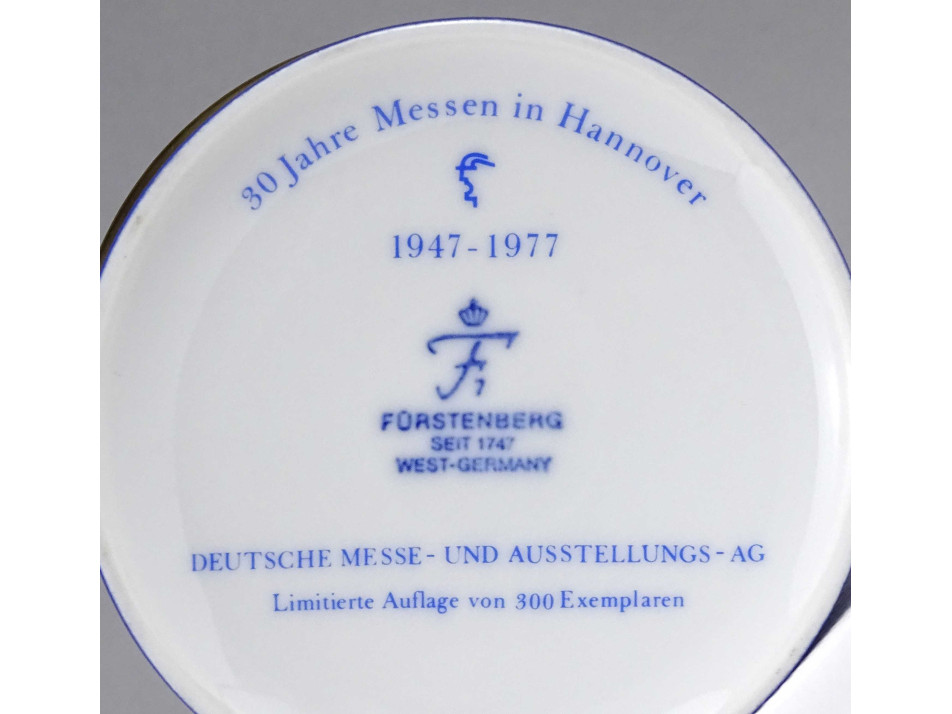 30 Jahre Messen in Hannover
1947-1977
F
FÜRSTENBERG
SEIT 1747
WEST-GERMANY
DEUTSCHE MESSE- UND AUSSTELLUNGS-AG
Limitierte Auflage von 300 Exemplaren